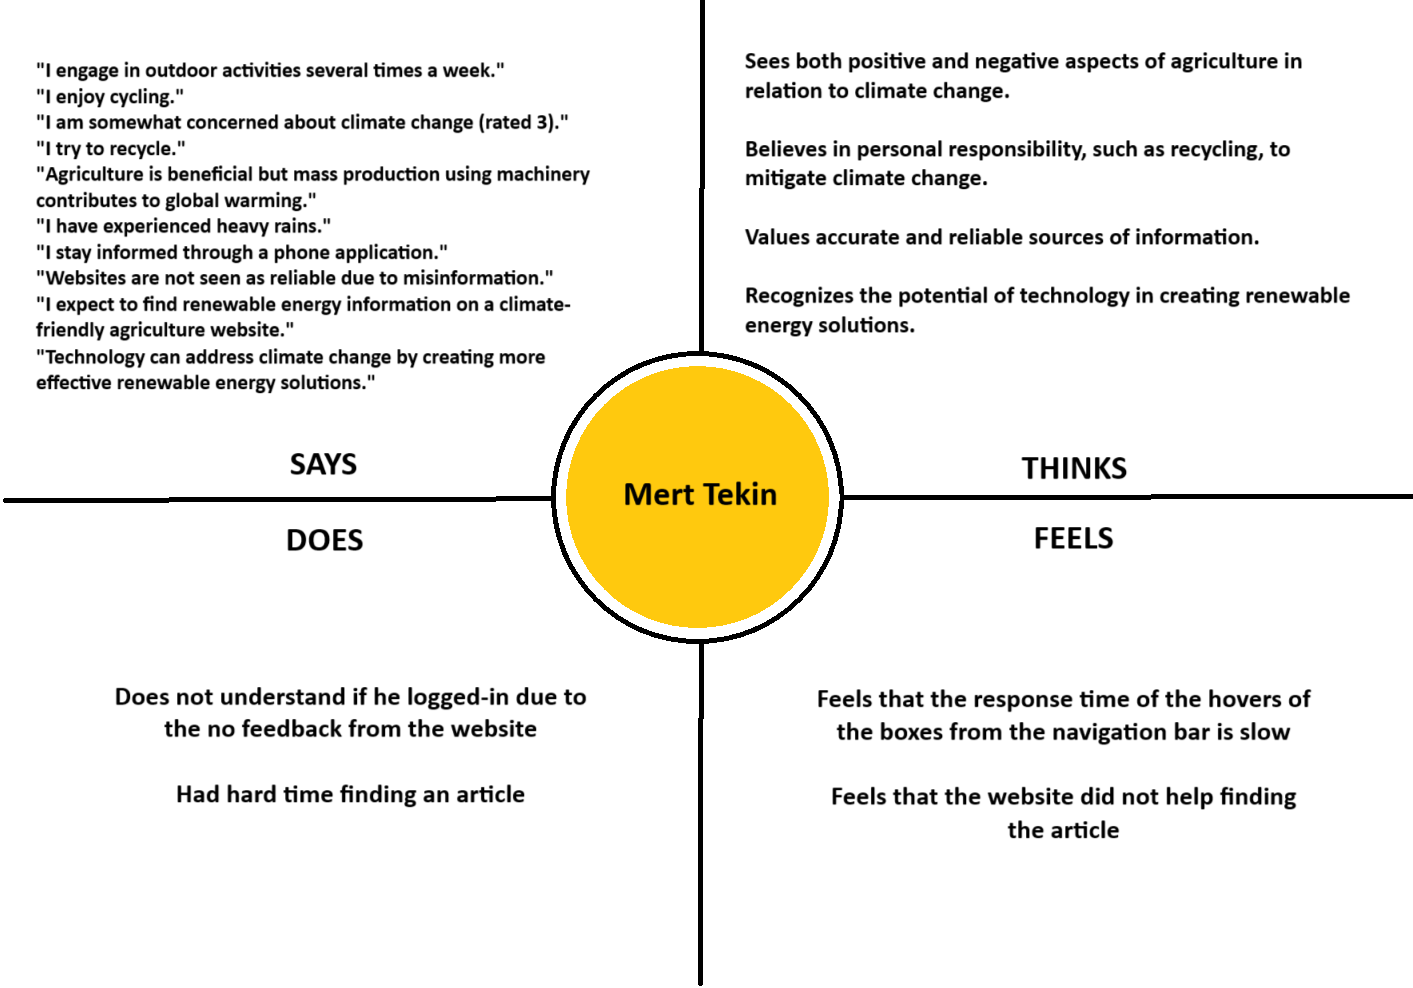 "I engage in outdoor activities several times a week."
"I enjoy cycling."
"I am somewhat concerned about climate change (rated 3)."
"I try to recycle."
"Agriculture is beneficial but mass production using machinery
contributes to global warming."
"I have experienced heavy rains."
"I stay informed through a phone application."
"Websites are not seen as reliable due to misinformation."
"I expect to find renewable energy information on a climate-
friendly agriculture website."
"Technology can address climate change by creating more
effective renewable energy solutions."
SAYS
Sees both positive and negative aspects of agriculture in
relation to climate change.
Believes in personal responsibility, such as recycling, to
mitigate climate change.
Values accurate and reliable sources of information.
Recognizes the potential of technology in creating renewable
energy solutions.
THINKS
Mert Tekin
DOES
Does not understand if he logged-in due to
the no feedback from the website
Had hard time finding an article
FEELS
Feels that the response time of the hovers of
the boxes from the navigation bar is slow
Feels that the website did not help finding
the article